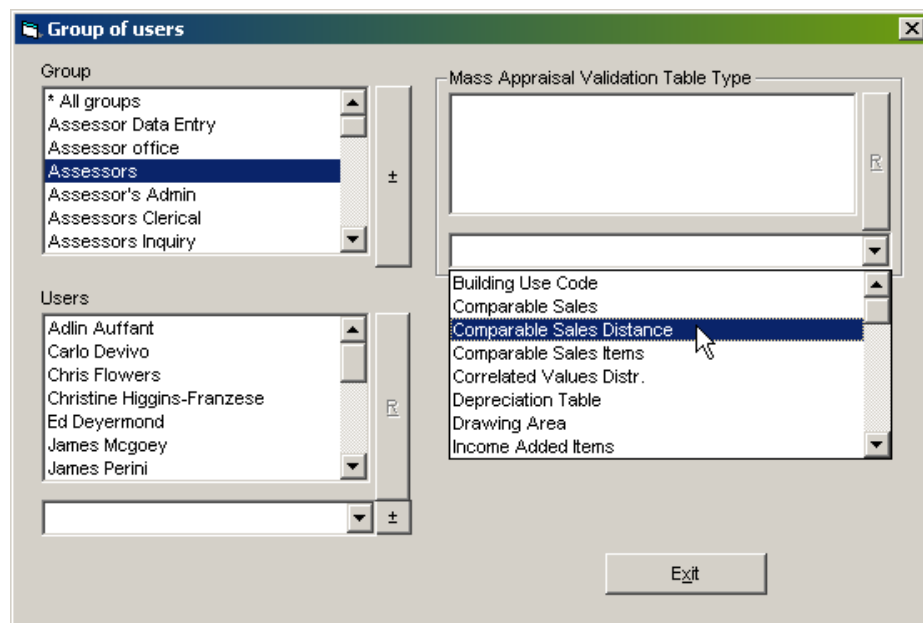 Group of users
Group
* All groups
Assessor Data Entry
Assessor office
Assessors
Assessor's Admin
Assessors Clerical
Assessors Inquiry
±
Users
Adlin Auffant
Carlo Devivo
Chris Flowers
Christine Higgins-Franzese
Ed Deyermond
James Mcgoey
James Perini
R
±
Mass Appraisal Validation Table Type
R
Building Use Code
Comparable Sales
Comparable Sales Distance
Comparable Sales Items
Correlated Values Distr.
Depreciation Table
Drawing Area
Income Added Items
Exit